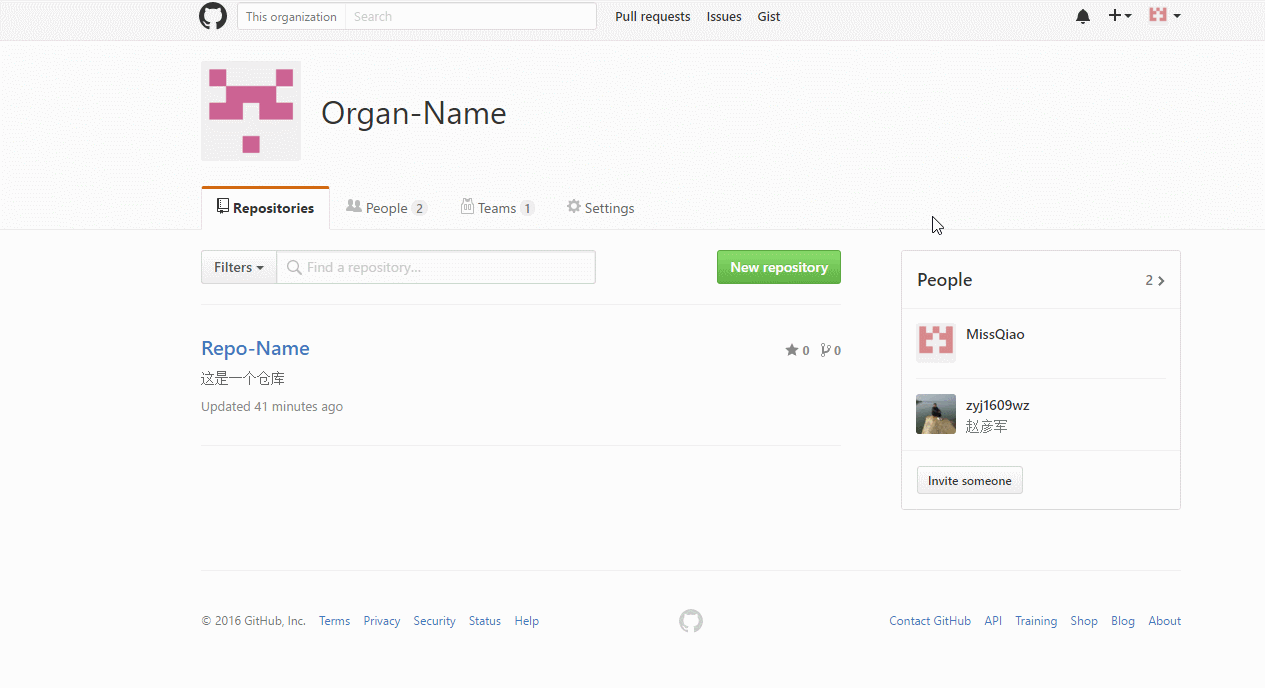 This organization Search Pull requests Issues Gist
Organ-Name
Repositories People 2 Teams 1 Settings
Filters Find a repository... New repository
Repo-Name 0 0
这是一个仓库
Updated 41 minutes ago
People 2
MissQiao
zyj1609wz
赵彦军
Invite someone
© 2016 GitHub, Inc. Terms Privacy Security Status Help Contact GitHub API Training Shop Blog About